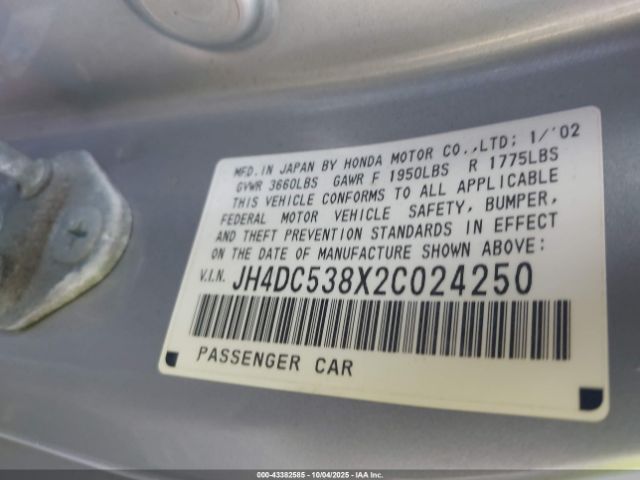 MFD. IN JAPAN BY HONDA MOTOR CO.,LTD; 1/'02
GVWR 3660LBS GAWR F 1950LBS R 1775LBS
THIS VEHICLE CONFORMS TO ALL APPLICABLE
FEDERAL MOTOR VEHICLE SAFETY, BUMPER,
AND THEFT PREVENTION STANDARDS IN EFFECT
ON THE DATE OF MANUFACTURE SHOWN ABOVE:
V.I.N. JH4DC538X2C024250
PASSENGER CAR
000-43382585 - 10/04/2025 - IAA Inc.